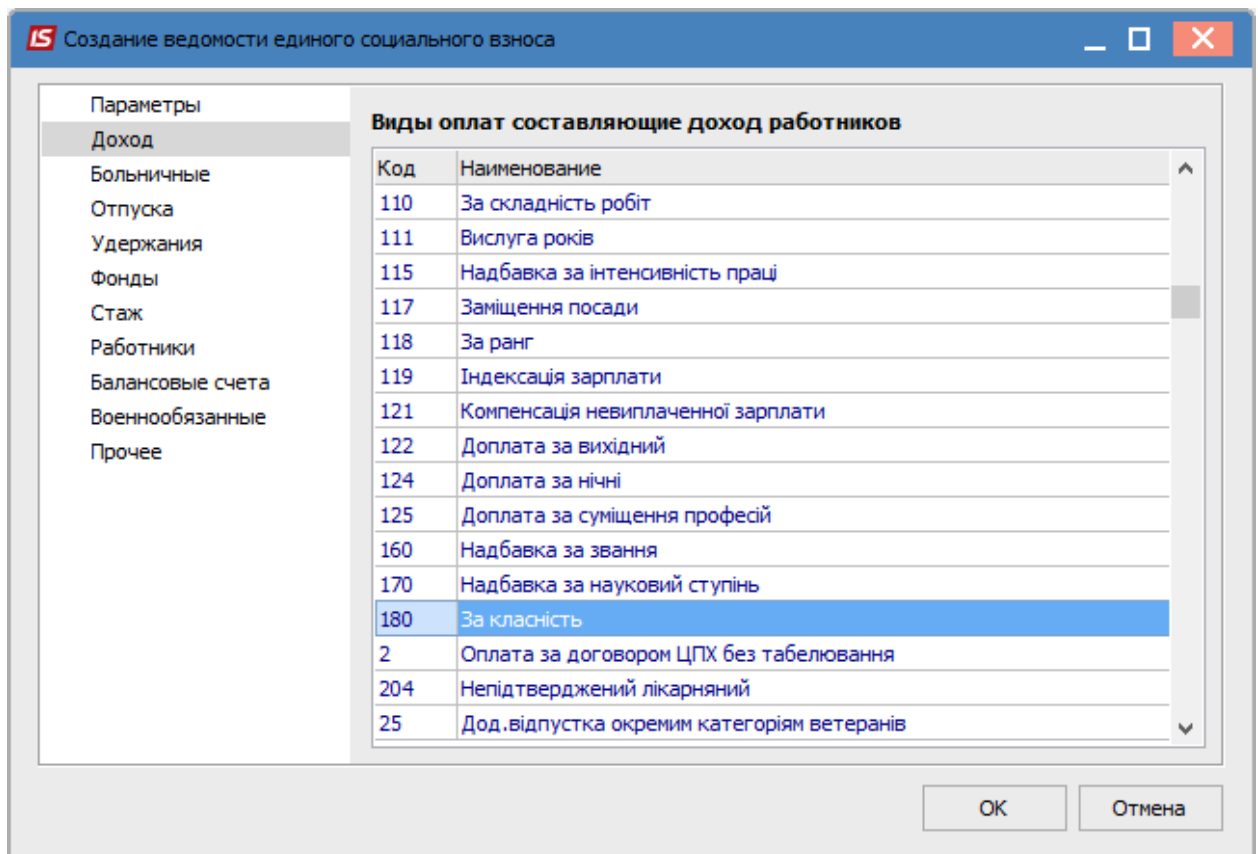 IS Создание ведомости единого социального взноса
Параметры
Доход
Больничные
Отпуска
Удержания
Фонды
Стаж
Работники
Балансовые счета
Военнообязанные
Прочее
Виды оплат составляющие доход работников
Код Наименование
110 За складність робіт
111 Вислуга років
115 Надбавка за інтенсивність праці
117 Заміщення посади
118 За ранг
119 Індексація зарплати
121 Компенсація невиплаченної зарплати
122 Доплата за вихідний
124 Доплата за нічні
125 Доплата за суміщення професій
160 Надбавка за звання
170 Надбавка за науковий ступінь
180 За класність
2 Оплата за договором ЦПХ без табелювання
204 Непідтверджений лікарняний
25 Дод.відпустка окремим категоріям ветеранів
OK Отмена